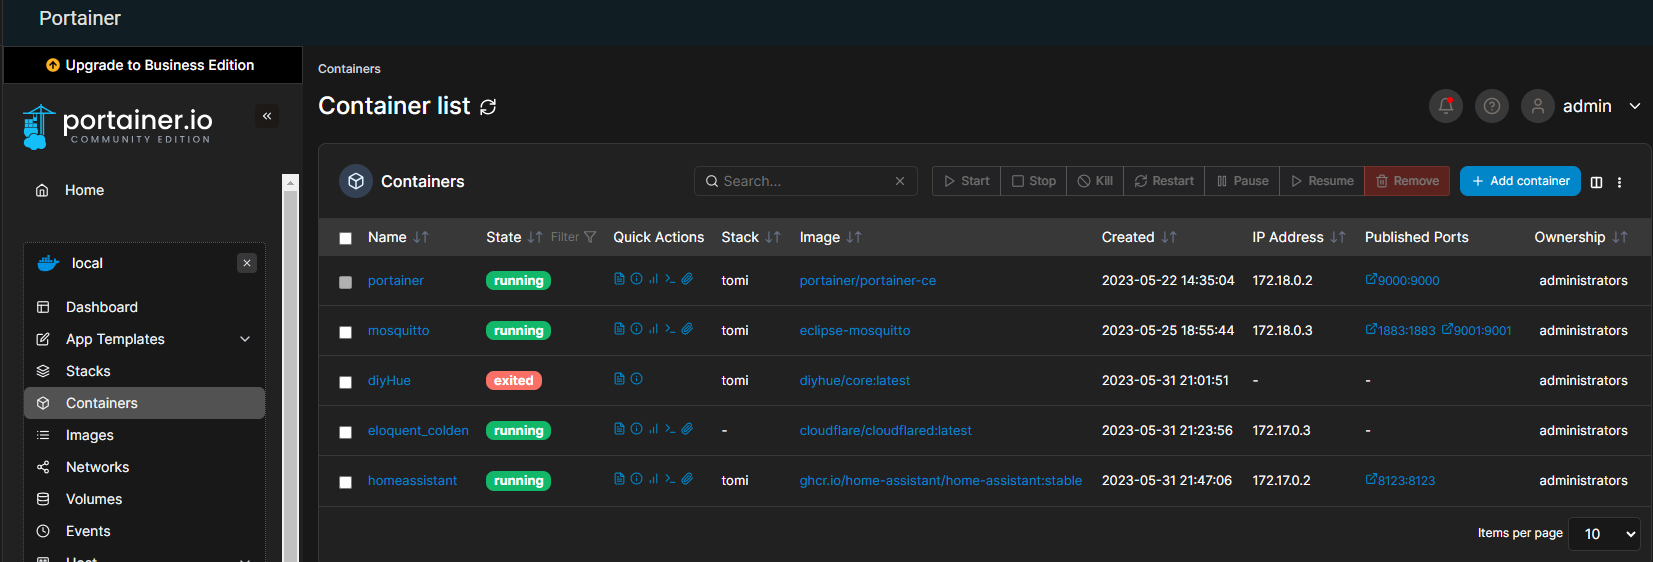 Portainer
Upgrade to Business Edition
portainer.io
COMMUNITY EDITION
Home
local
Dashboard
App Templates
Stacks
Containers
Images
Networks
Volumes
Events
Host
Containers
Container list
admin
Containers
Search...
Start Stop Kill Restart Pause Resume Remove
Add container
Name State Filter Quick Actions Stack Image Created IP Address Published Ports Ownership
portainer running tomi portainer/portainer-ce 2023-05-22 14:35:04 172.18.0.2 9000:9000 administrators
mosquitto running tomi eclipse-mosquitto 2023-05-25 18:55:44 172.18.0.3 1883:1883 9001:9001 administrators
diyHue exited tomi diyhue/core:latest 2023-05-31 21:01:51 - - administrators
eloquent_colden running - cloudflare/cloudflared:latest 2023-05-31 21:23:56 172.17.0.3 - administrators
homeassistant running tomi ghcr.io/home-assistant/home-assistant:stable 2023-05-31 21:47:06 172.17.0.2 8123:8123 administrators
Items per page 10